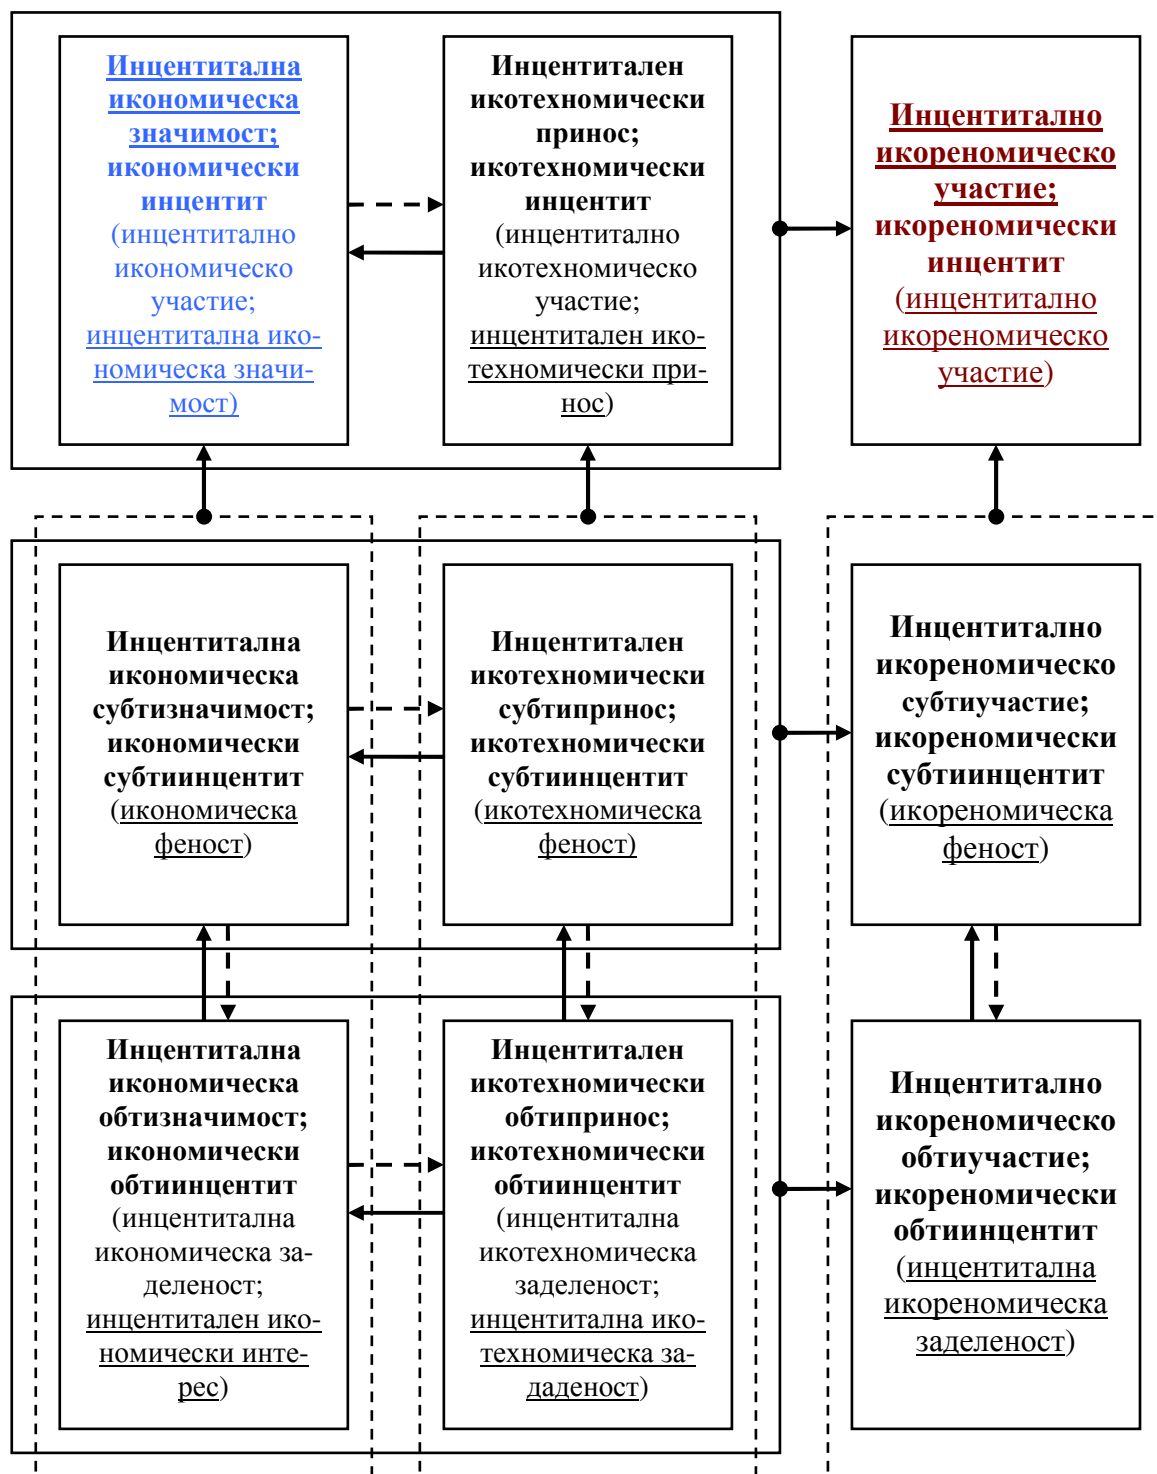 Инцентитална
икономическа
значимост;
икономически
инцентит
(инцентитално
икономическо
участие;
инцентитална ико-
номическа значи-
мост)
Инцентитален
икотехномически
принос;
икотехномически
инцентит
(инцентитално
икотехномическо
участие;
инцентитален ико-
техномически при-
нос)
Инцентитално
икореномическо
участие;
икореномически
инцентит
(инцентитално
икореномическо
участие)
Инцентитална
икономическа
субтизначимост;
икономически
субтиинцентит
(икономическа
феност)
Инцентитален
икотехномически
субтипринос;
икотехномически
субтиинцентит
(икотехномическа
феност)
Инцентитално
икореномическо
субтиучастие;
икореномически
субтиинцентит
(икореномическа
феност)
Инцентитална
икономическа
обтизначимост;
икономически
обтиинцентит
(инцентитална
икономическа за-
деленост;
инцентитален ико-
номически инте-
рес)
Инцентитален
икотехномически
обтипринос;
икотехномически
обтиинцентит
(инцентитална
икотехномическа
заделеност;
инцентитална ико-
техномическа за-
даденост)
Инцентитално
икореномическо
обтиучастие;
икореномически
обтиинцентит
(инцентитална
икореномическа
заделеност)